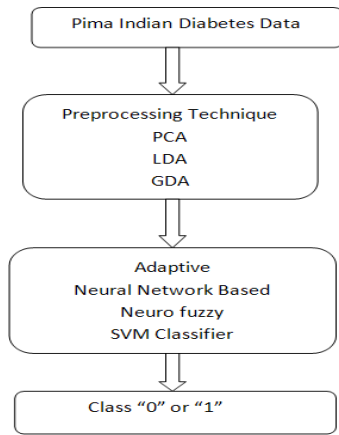 Pima Indian Diabetes Data
Preprocessing Technique
PCA
LDA
GDA
Adaptive
Neural Network Based
Neuro fuzzy
SVM Classifier
Class “0” or “1”